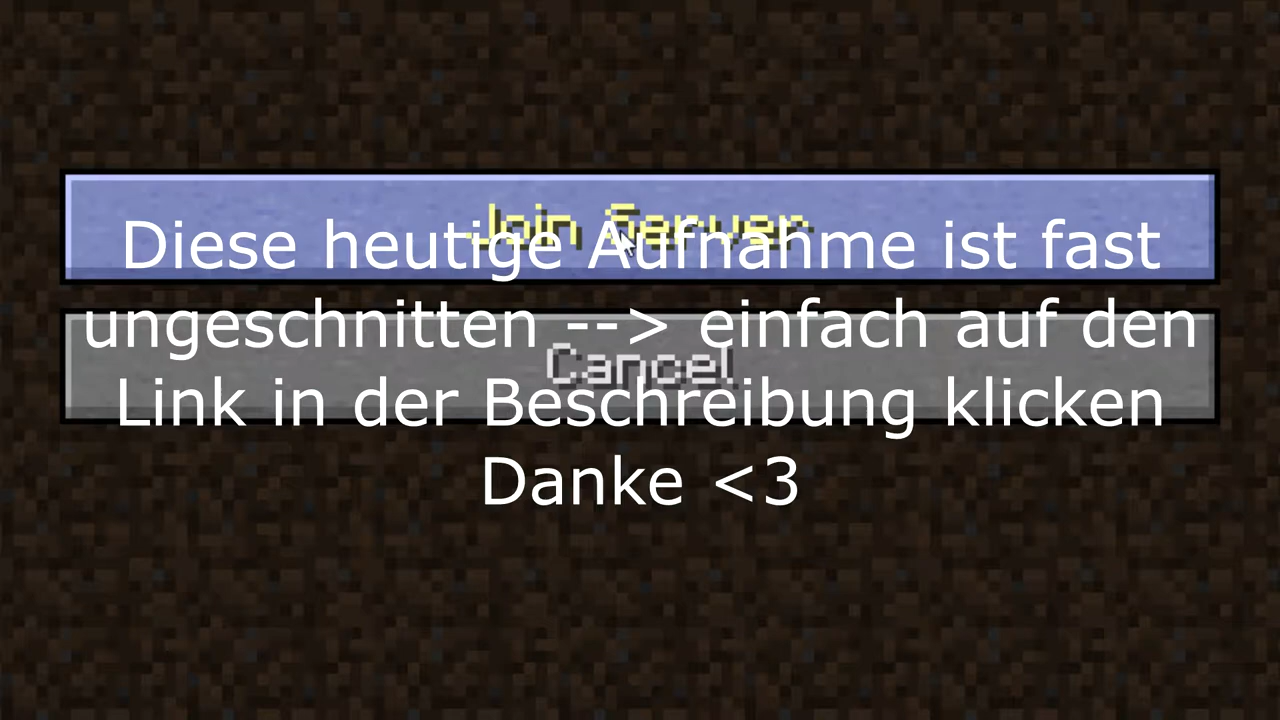 Join Server
Diese heutige Aufnahme ist fast
ungeschnitten --> einfach auf den
Cancel
Link in der Beschreibung klicken
Danke <3